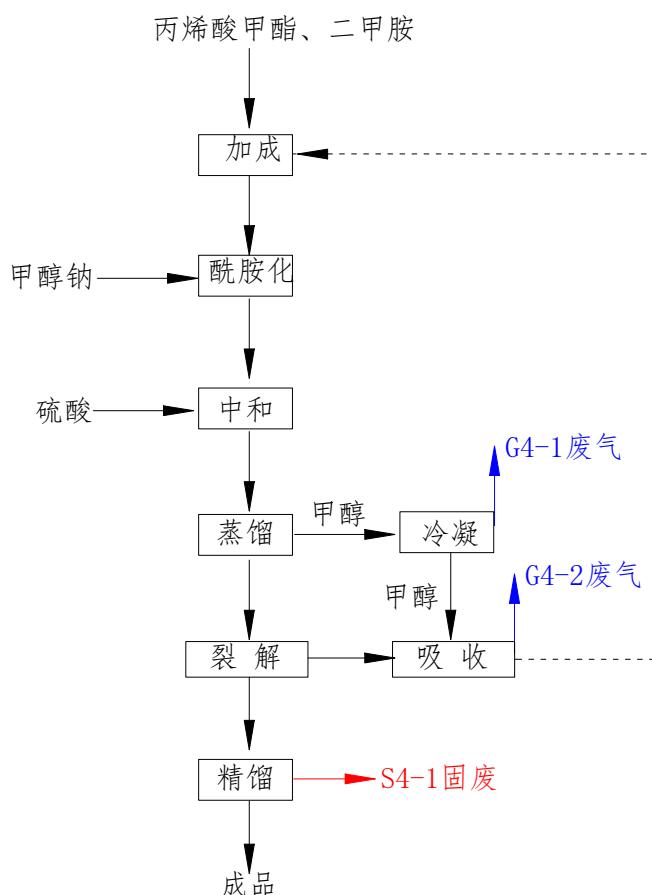 丙烯酸甲酯、二甲胺
加成
甲醇钠
酰胺化
硫酸
中和
G4-1废气
蒸馏
甲醇
冷凝
甲醇
G4-2废气
裂解
吸收
精馏
S4-1固废
成品